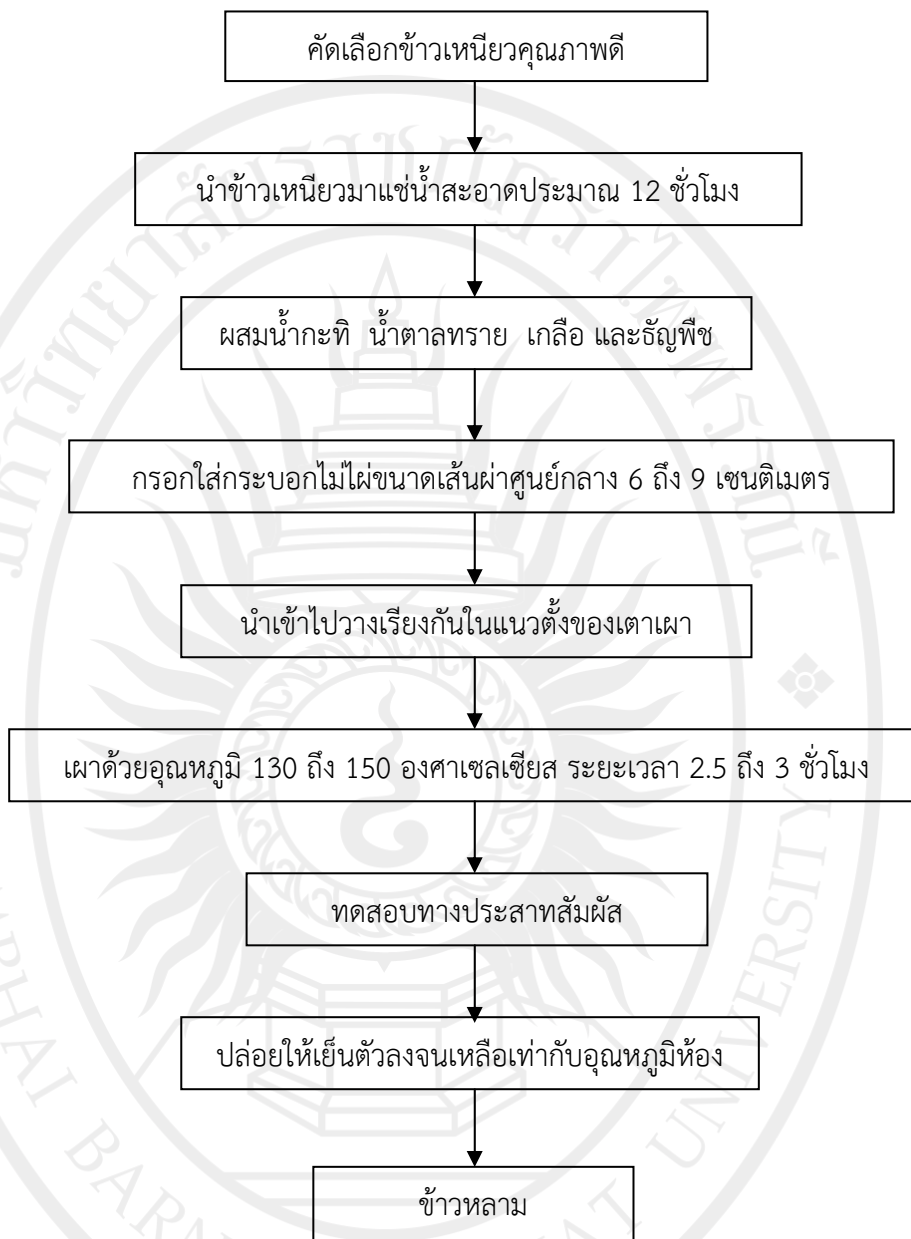 คัดเลือกข้าวเหนียวคุณภาพดี
นำข้าวเหนียวมาแช่น้ำสะอาดประมาณ 12 ชั่วโมง
ผสมน้ำกะทิ น้ำตาลทราย เกลือ และธัญพืช
กรอกใส่กระบอกไม้ไผ่ขนาดเส้นผ่าศูนย์กลาง 6 ถึง 9 เซนติเมตร
นำเข้าไปวางเรียงกันในแนวตั้งของเตาเผา
เผาด้วยอุณหภูมิ 130 ถึง 150 องศาเซลเซียส ระยะเวลา 2.5 ถึง 3 ชั่วโมง
ทดสอบทางประสาทสัมผัส
ปล่อยให้เย็นตัวลงจนเหลือเท่ากับอุณหภูมิห้อง
ข้าวหลาม